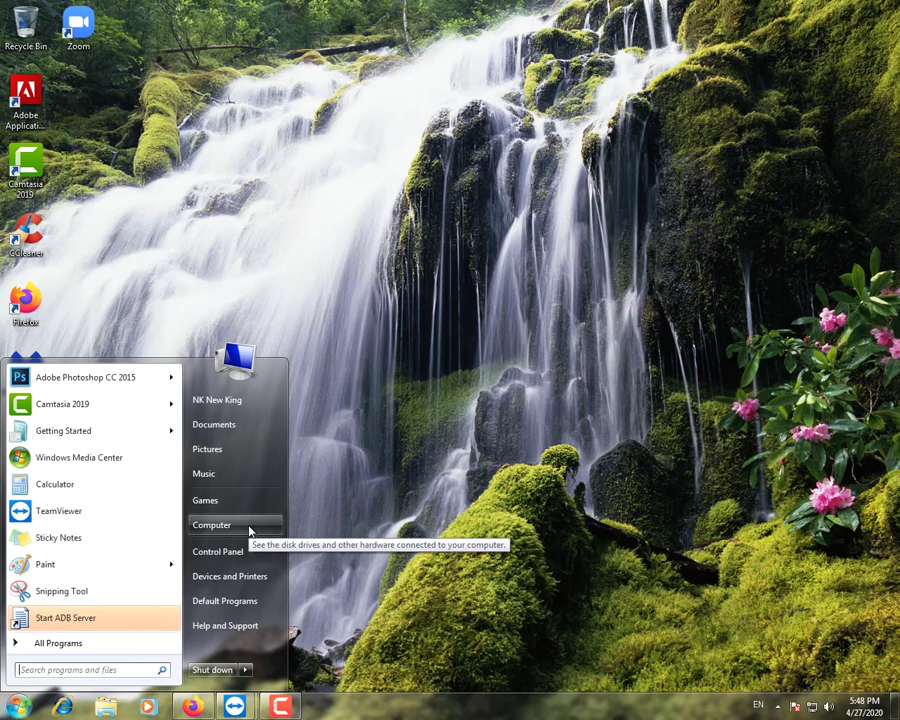 Recycle Bin
Zoom
Adobe
Applicati...
Camtasia
2019
CCleaner
Firefox
Ps
Adobe Photoshop CC 2015
Camtasia 2019
Getting Started
Windows Media Center
Calculator
TeamViewer
Sticky Notes
Paint
Snipping Tool
Start ADB Server
All Programs
Search programs and files
NK New King
Documents
Pictures
Music
Games
Computer
See the disk drives and other hardware connected to your computer.
Control Panel
Devices and Printers
Default Programs
Help and Support
Shut down
EN
5:48 PM
4/27/2020